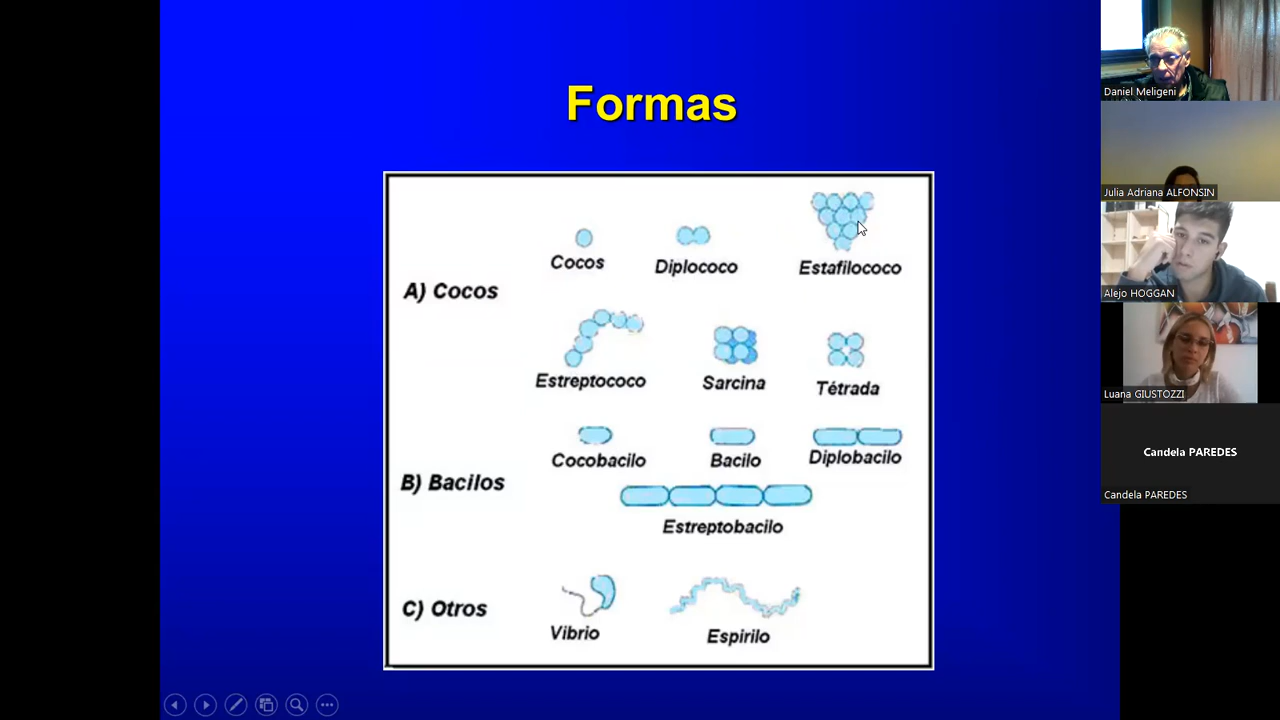 Formas
Cocos
Diplococo
Estafilococo
A) Cocos
Estreptococo
Sarcina
Tétrada
Cocobacilo
Bacilo
Diplobacilo
B) Bacilos
Estreptobacilo
C) Otros
Vibrio
Espirilo
Daniel Meligeni
Julia Adriana ALFONSIN
Alejo HOGGAN
Luana GIUSTOZZI
Candela PAREDES
Candela PAREDES